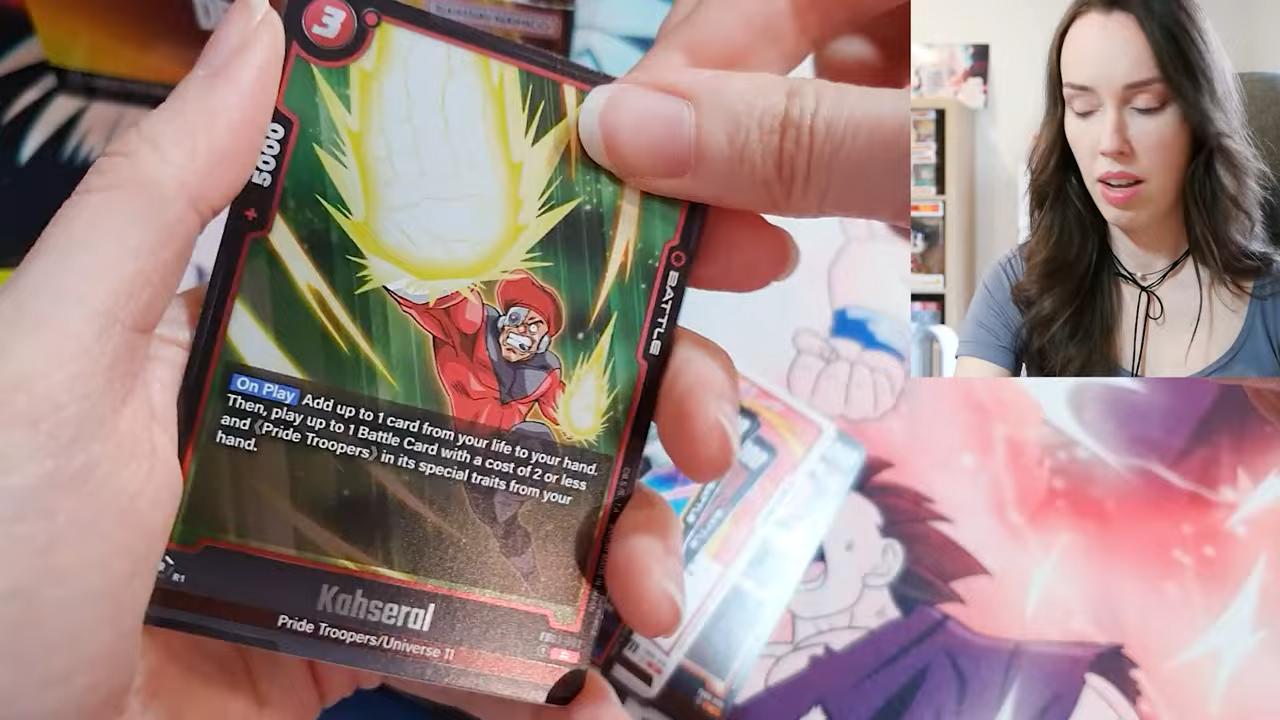 3
+ 5000
BATTLE
On Play Add up to 1 card from your life to your hand.
Then, play up to 1 Battle Card with a cost of 2 or less
and《Pride Troopers》in its special traits from your
hand.
R1
Kahseral
Pride Troopers/Universe 11